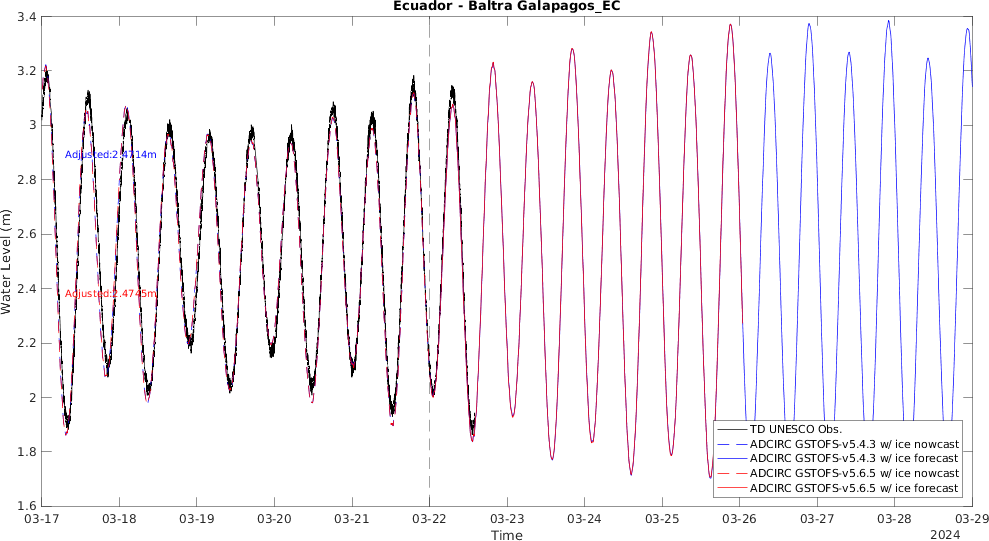 Ecuador - Baltra Galapagos_EC
3.4
3.2
3
2.8
2.6
2.4
2.2
2
1.8
1.6
Water Level (m)
Adjusted:2.4714m
Adjusted:2.4745m
TD UNESCO Obs.
ADCIRC GSTOFS-v5.4.3 w/ ice nowcast
ADCIRC GSTOFS-v5.4.3 w/ ice forecast
ADCIRC GSTOFS-v5.6.5 w/ ice nowcast
ADCIRC GSTOFS-v5.6.5 w/ ice forecast
03-17 03-18 03-19 03-20 03-21 03-22 03-23 03-24 03-25 03-26 03-27 03-28 03-29
Time
2024